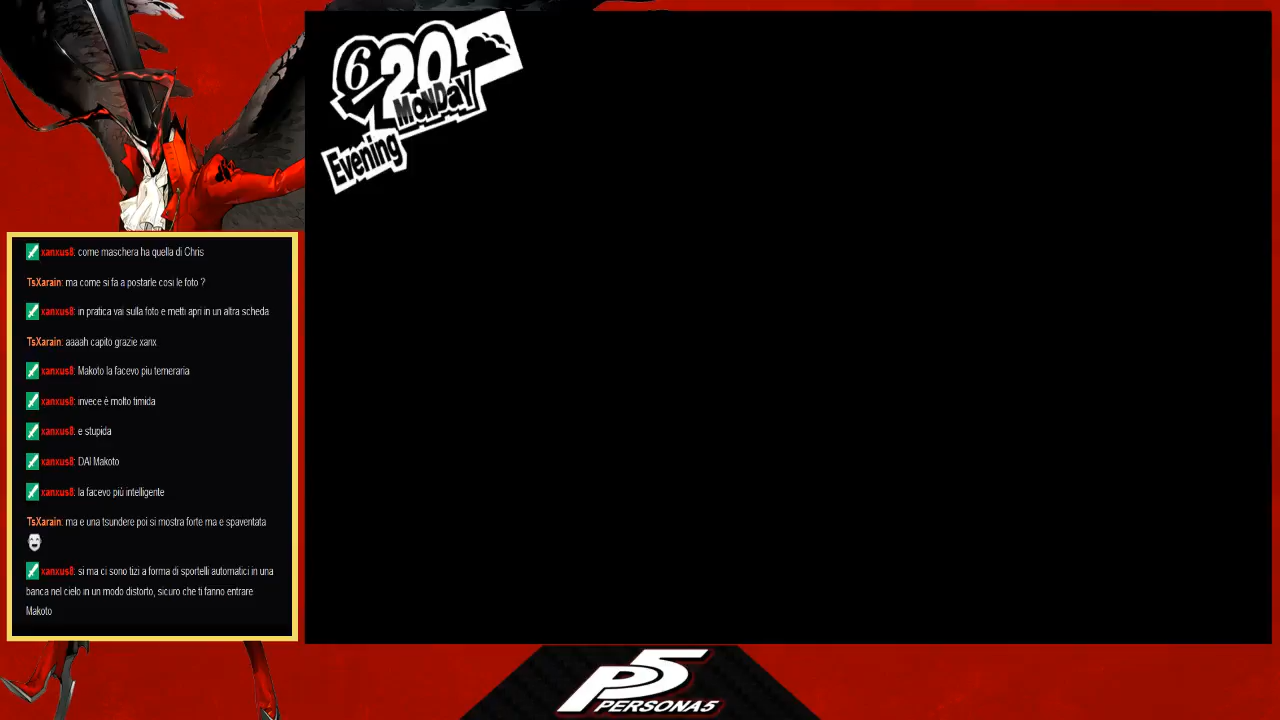 6/20
MONDAY
Evening
xanxus8: come maschera ha quella di Chris
TsXarain: ma come si fa a postarle cosi le foto ?
xanxus8: in pratica vai sulla foto e metti apri in un altra scheda
TsXarain: aaaah capito grazie xanx
xanxus8: Makoto la facevo piu temeraria
xanxus8: invece è molto timida
xanxus8: e stupida
xanxus8: DAI Makoto
xanxus8: la facevo più intelligente
TsXarain: ma e una tsundere poi si mostra forte ma e spaventata
xanxus8: si ma ci sono tizi a forma di sportelli automatici in una
banca nel cielo in un modo distorto, sicuro che ti fanno entrare
Makoto
P5
PERSONA5